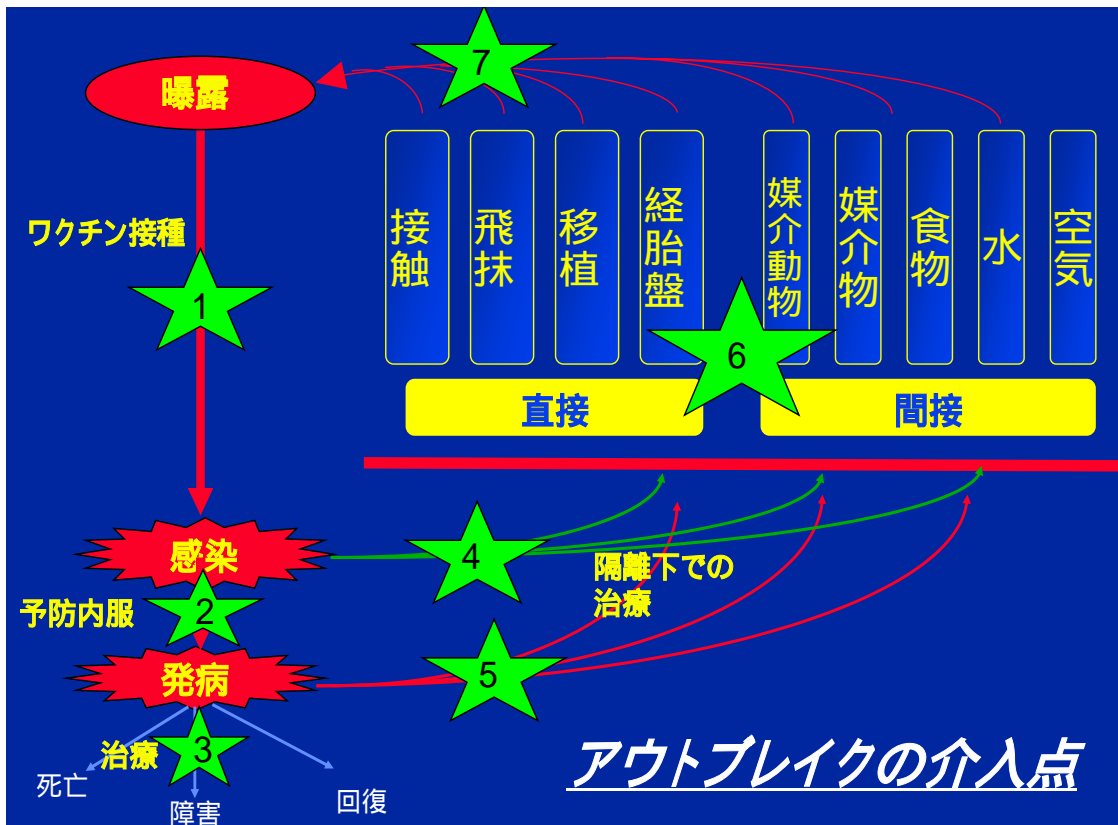 7
曝露
接触
飛沫
移植
経胎盤
媒介動物
媒介物
食物
水
空気
ワクチン接種
1
6
直接
間接
感染
4
隔離下での
治療
予防内服
2
発病
5
治療
3
死亡
障害
回復
アウトブレイクの介入点